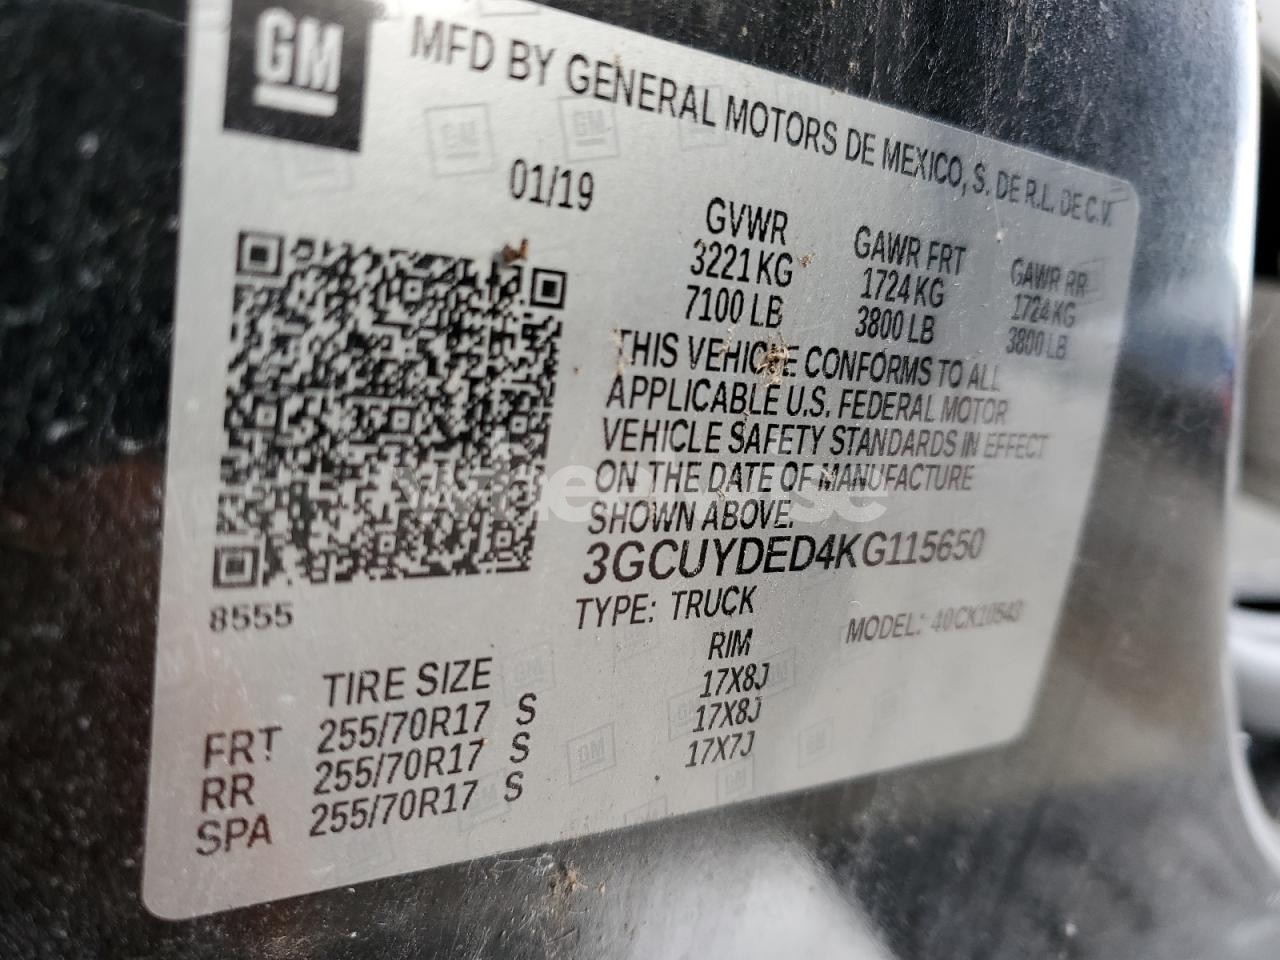 GM
MFD BY GENERAL MOTORS DE MEXICO, S. DE R.L. DE C.V.
01/19
GVWR GAWR FRT GAWR RR
3221 KG 1724 KG 1724 KG
7100 LB 3800 LB 3800 LB
THIS VEHICLE CONFORMS TO ALL
APPLICABLE U.S. FEDERAL MOTOR
VEHICLE SAFETY STANDARDS IN EFFECT
ON THE DATE OF MANUFACTURE
SHOWN ABOVE.
3GCUYDED4KG115650
8555
TYPE: TRUCK MODEL: 40CK10543
TIRE SIZE RIM
FRT 255/70R17 S 17X8J
RR 255/70R17 S 17X8J
SPA 255/70R17 S 17X7J